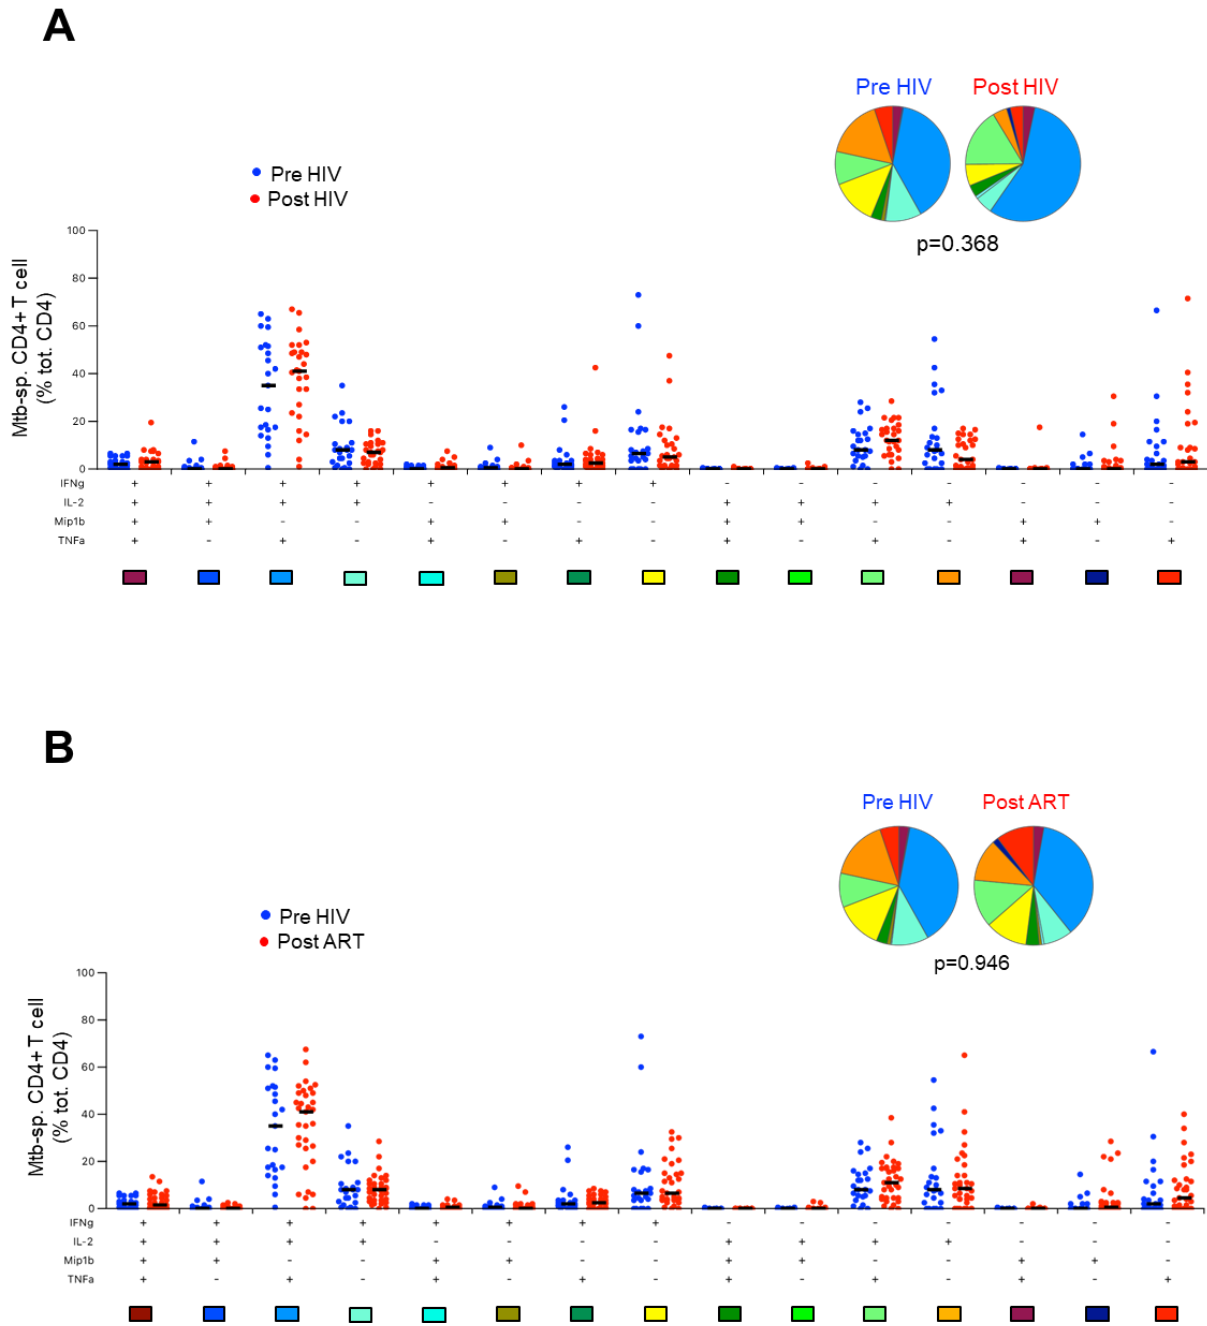 A
Pre HIV Post HIV
p=0.368
Pre HIV
Post HIV
Mtb-sp. CD4+ T cell
(% tot. CD4)
100
80
60
40
20
0
IFNg + + + + + + + + - - - - - - -
IL-2 + + + + - - - - + + + + - - -
Mip1b + + - - + + - - + + - - + + -
TNFa + - + - + - + - + - + - + - +
B
Pre HIV Post ART
p=0.946
Pre HIV
Post ART
Mtb-sp. CD4+ T cell
(% tot. CD4)
100
80
60
40
20
0
IFNg + + + + + + + + - - - - - - -
IL-2 + + + + - - - - + + + + - - -
Mip1b + + - - + + - - + + - - + + -
TNFa + - + - + - + - + - + - + - +